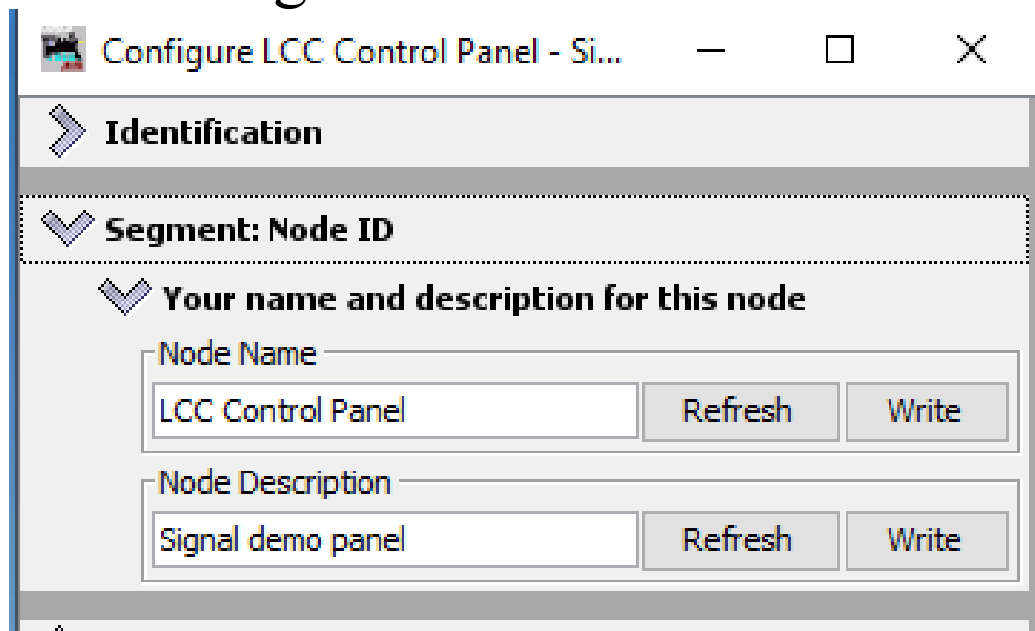 Configure LCC Control Panel - Si...
Identification
Segment: Node ID
Your name and description for this node
Node Name
LCC Control Panel Refresh Write
Node Description
Signal demo panel Refresh Write